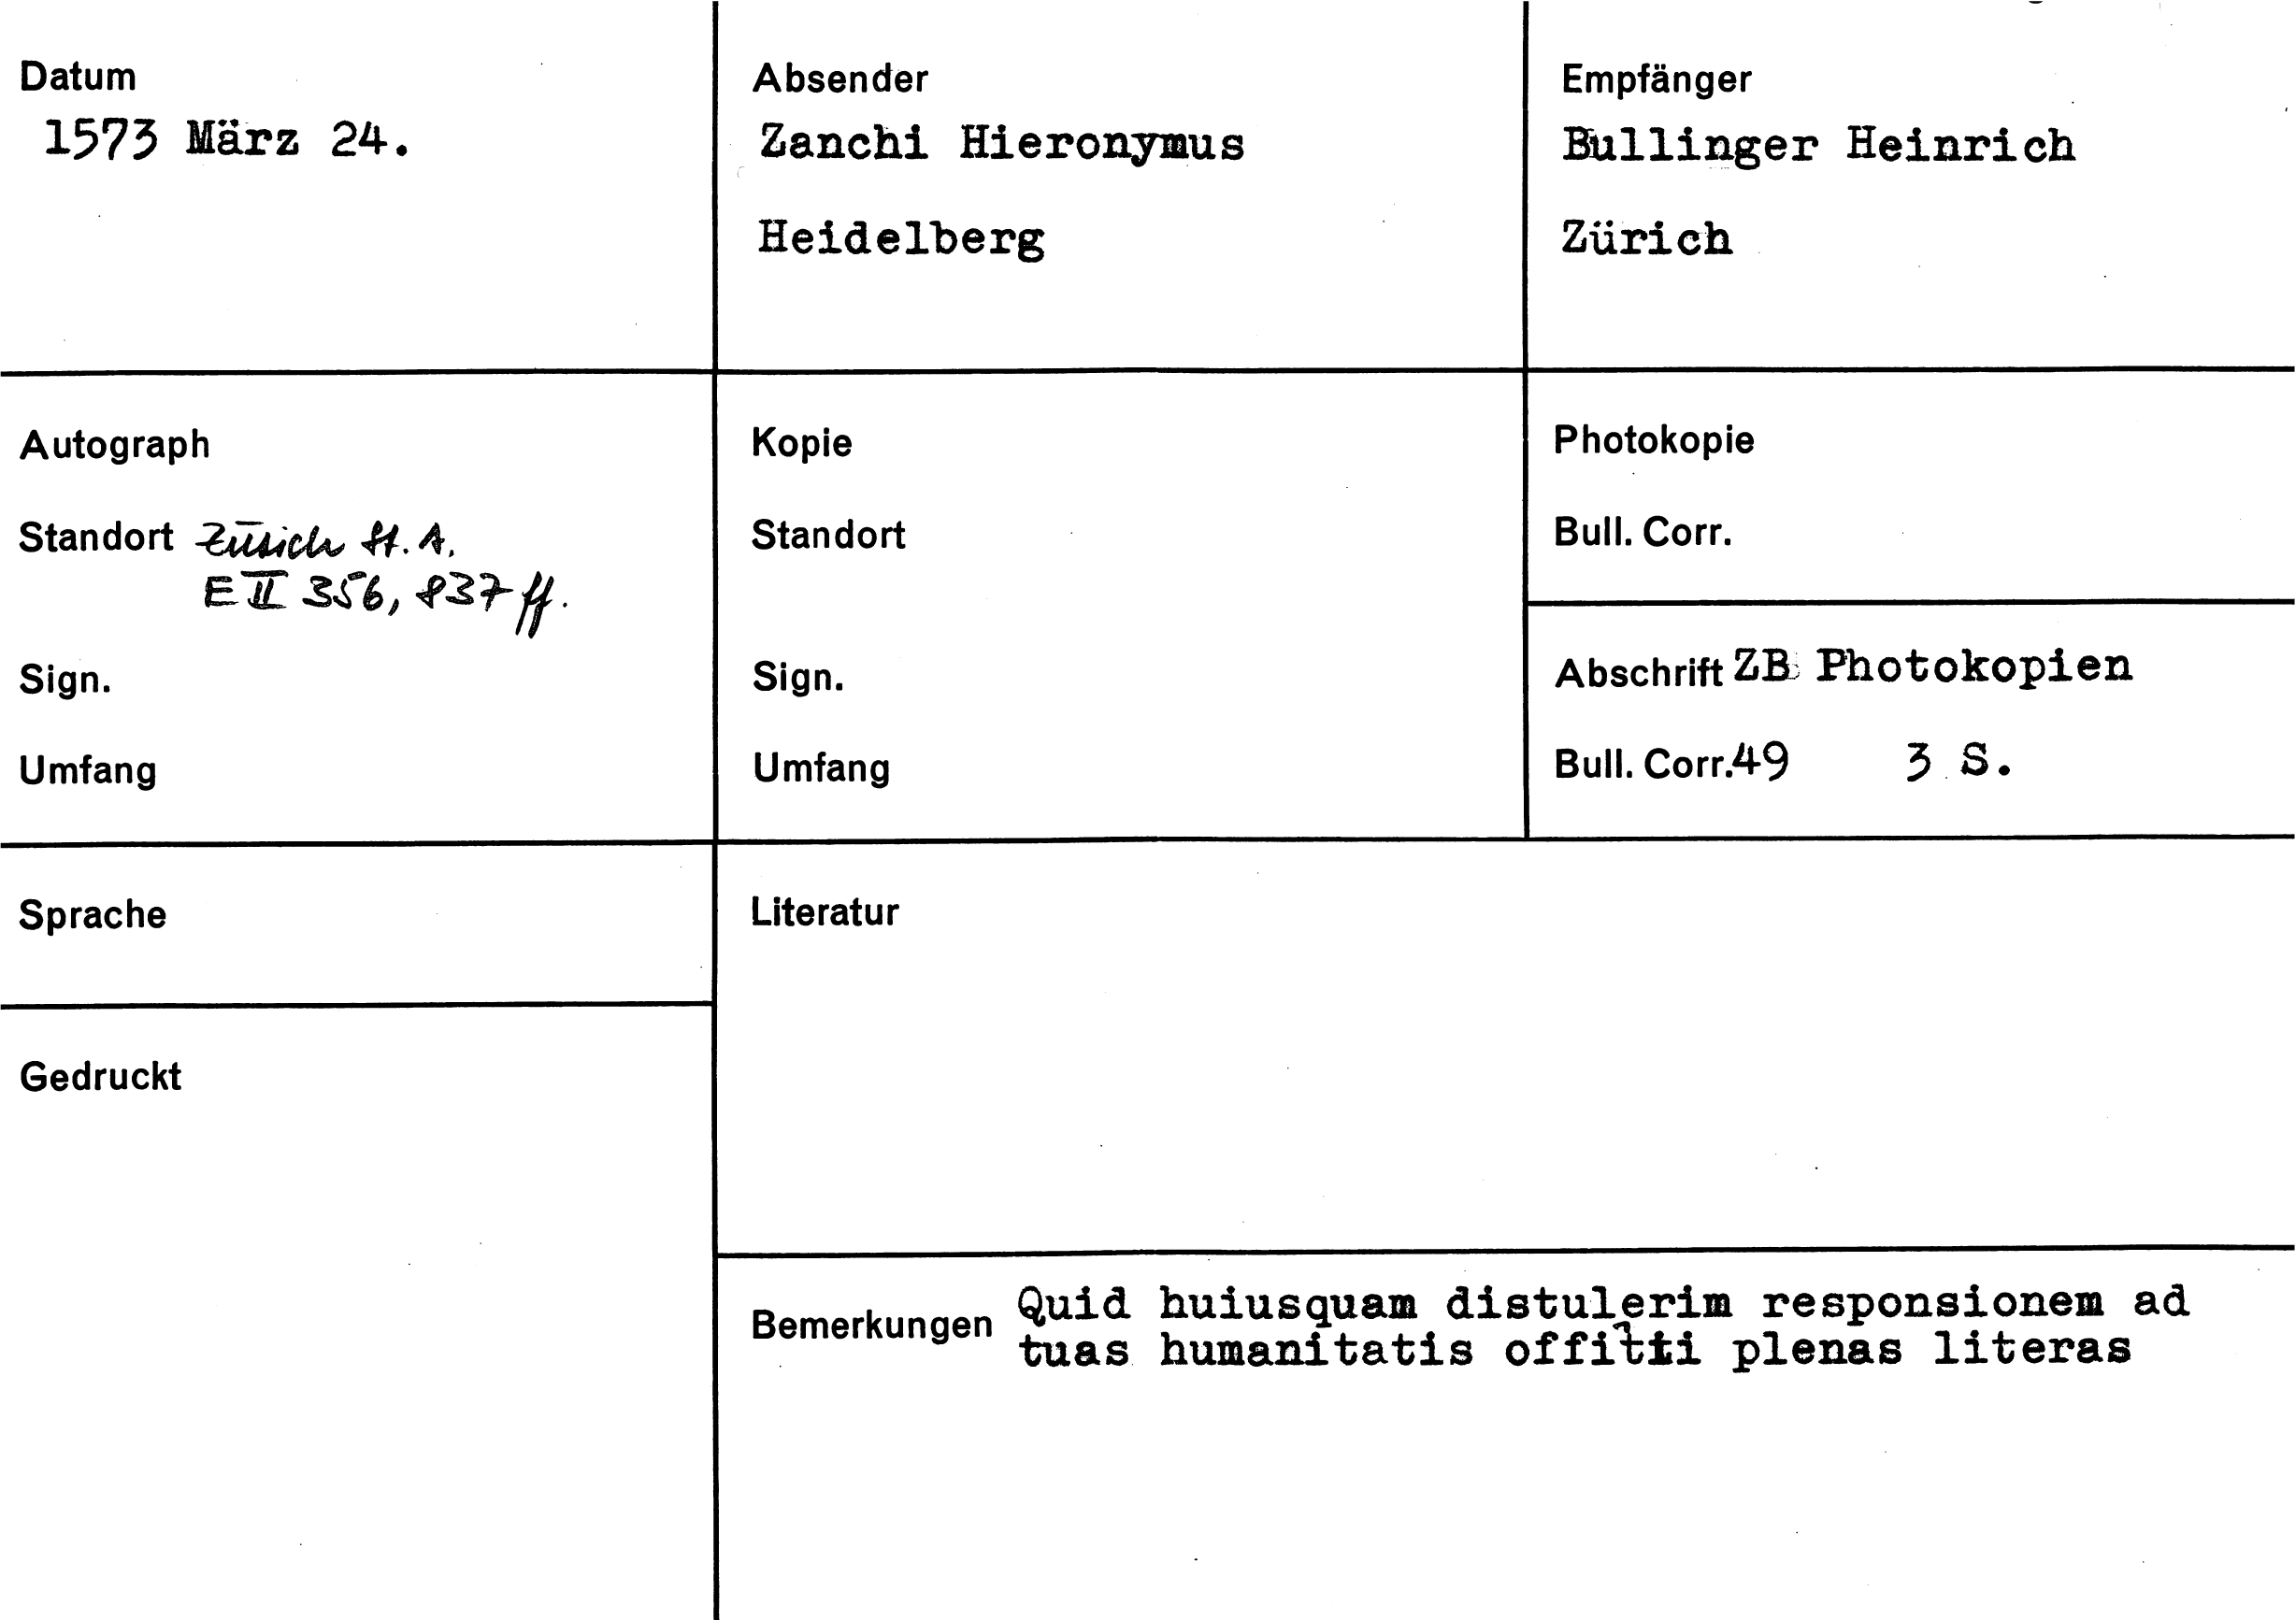 Datum
1573 März 24.
Absender
Zanchi Hieronymus
Heidelberg
Empfänger
Bullinger Heinrich
Zürich
Autograph
Standort Zürich St. A.
E II 356, 837 ff.
Sign.
Umfang
Kopie
Standort
Sign.
Umfang
Photokopie
Bull. Corr.
Abschrift ZB Photokopien
Bull. Corr. 49 3 S.
Sprache
Literatur
Gedruckt
Bemerkungen Quid huiusquam distulerim responsionem ad
tuas humanitatis plenas literas